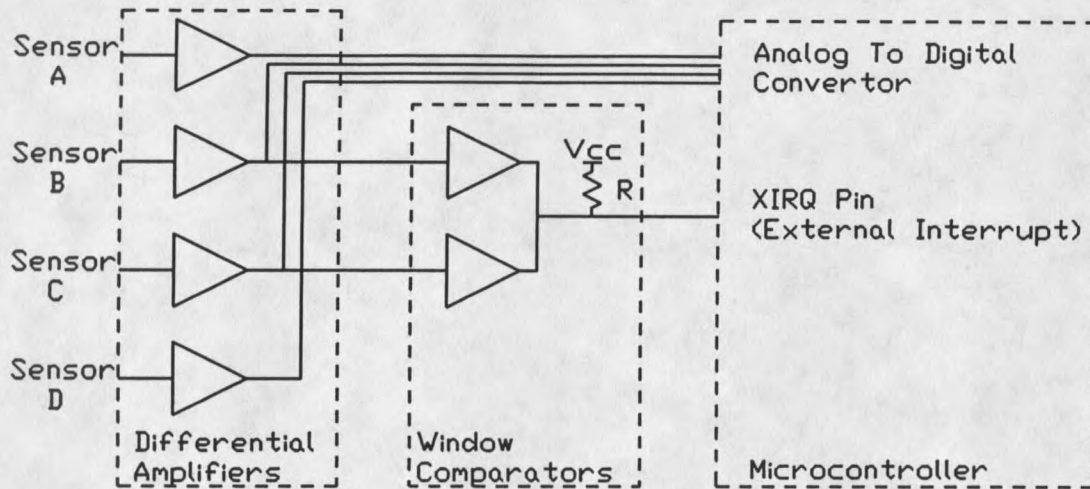 Sensor
A
Sensor
B
Sensor
C
Sensor
D
Differential
Amplifiers
Vcc
R
Window
Comparators
Analog To Digital
Convertor
XIRQ Pin
(External Interrupt)
Microcontroller